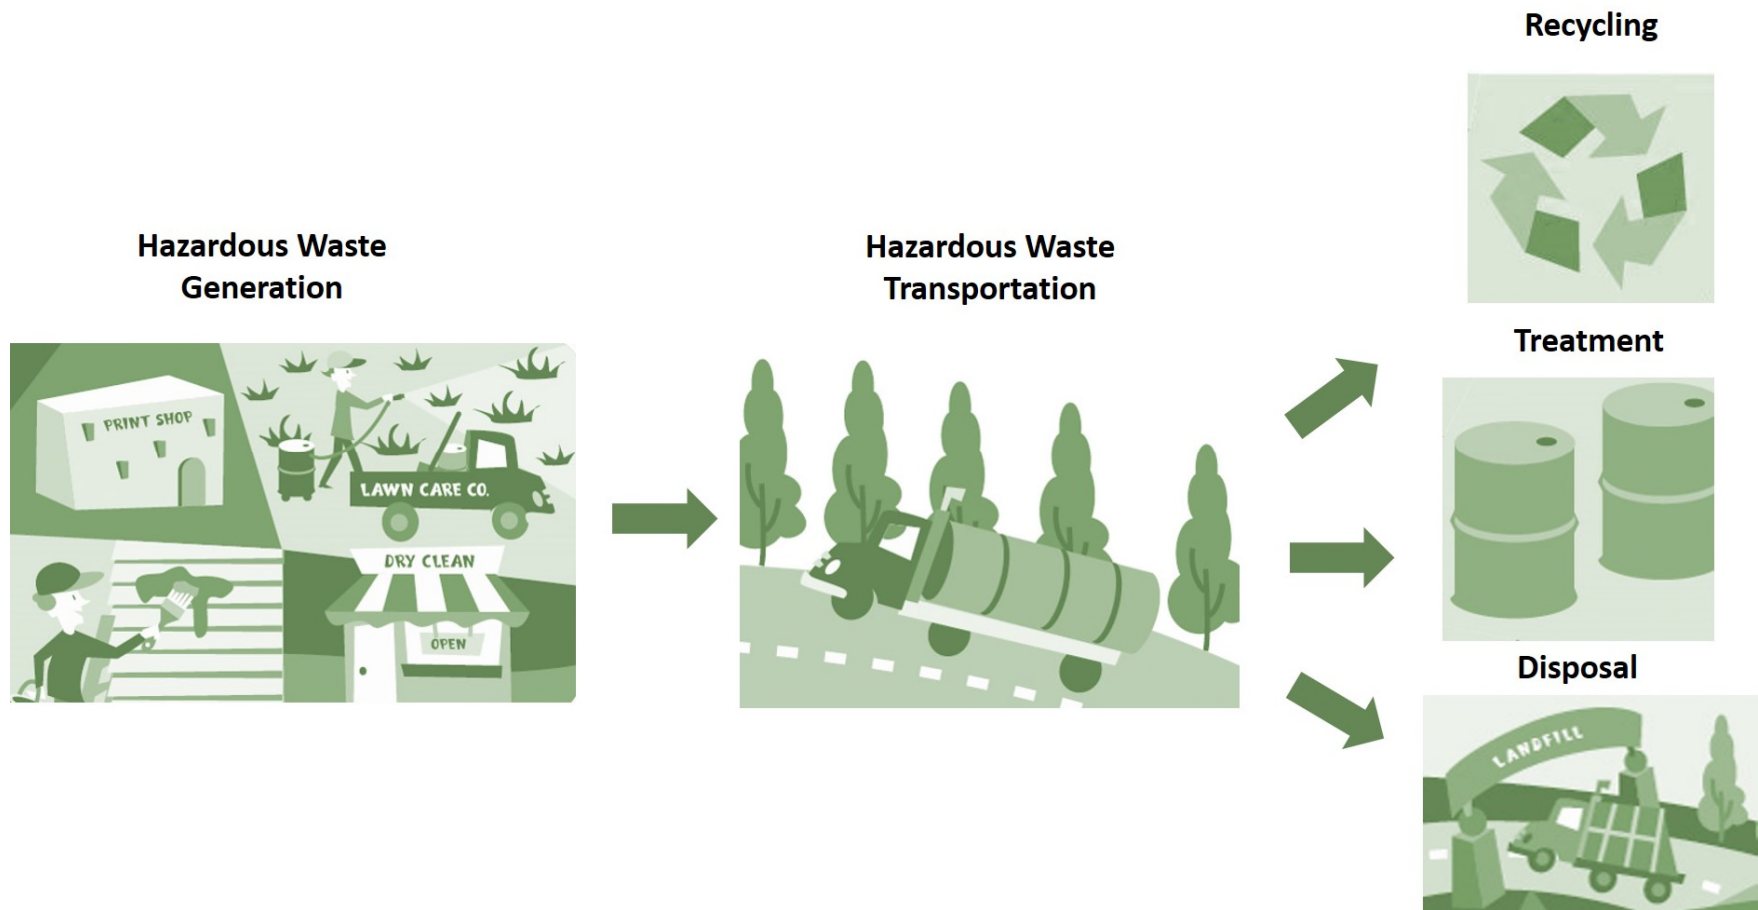 Hazardous Waste
Generation
PRINT SHOP
LAWN CARE CO.
DRY CLEAN
OPEN
Hazardous Waste
Transportation
Recycling
Treatment
Disposal
LANDFILL